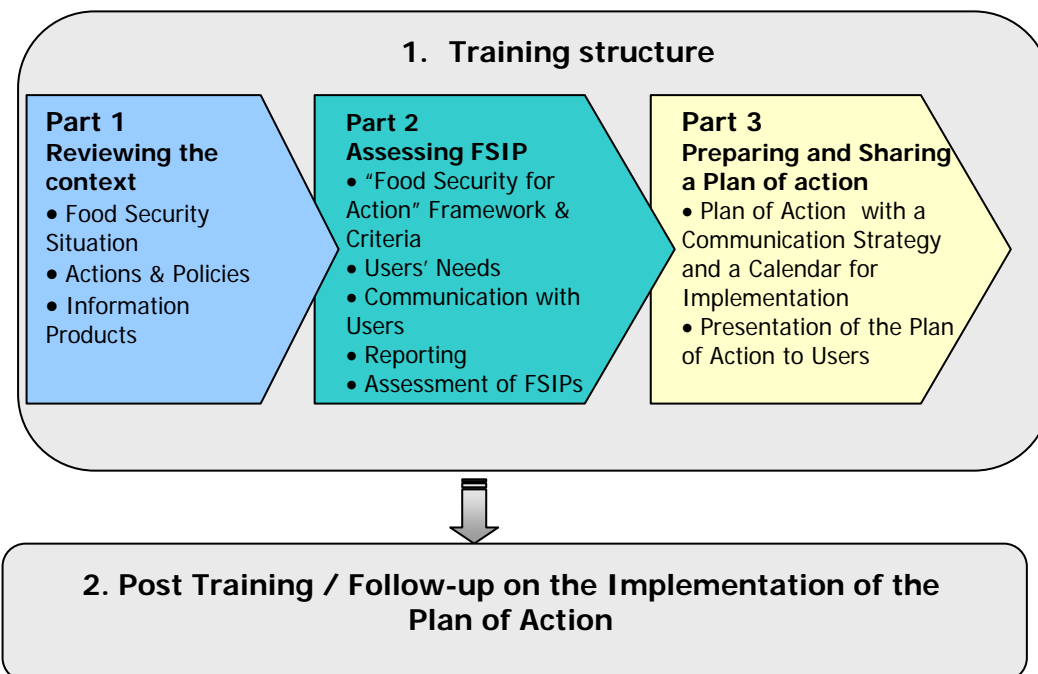 1. Training structure
Part 1
Reviewing the
context
• Food Security
Situation
• Actions & Policies
• Information
Products
Part 2
Assessing FSIP
• “Food Security for
Action” Framework &
Criteria
• Users’ Needs
• Communication with
Users
• Reporting
• Assessment of FSIPs
Part 3
Preparing and Sharing
a Plan of action
• Plan of Action with a
Communication Strategy
and a Calendar for
Implementation
• Presentation of the Plan
of Action to Users
2. Post Training / Follow-up on the Implementation of the
Plan of Action